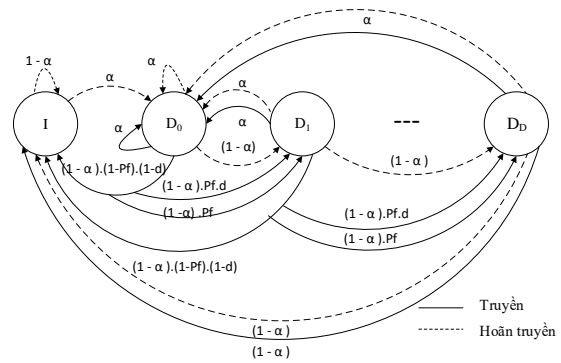 α
1 - α
α
α
α
I
D₀
α
α
D₁
---
D_D
(1 - α)
(1 - α )
(1 - α ).(1-Pf).(1-d)
(1 - α ).Pf.d
(1 -α) .Pf
(1 - α ).Pf.d
(1 - α ).Pf
(1 - α ).(1-Pf).(1-d)
Truyền
(1 - α )
Hoãn truyền
(1 - α )